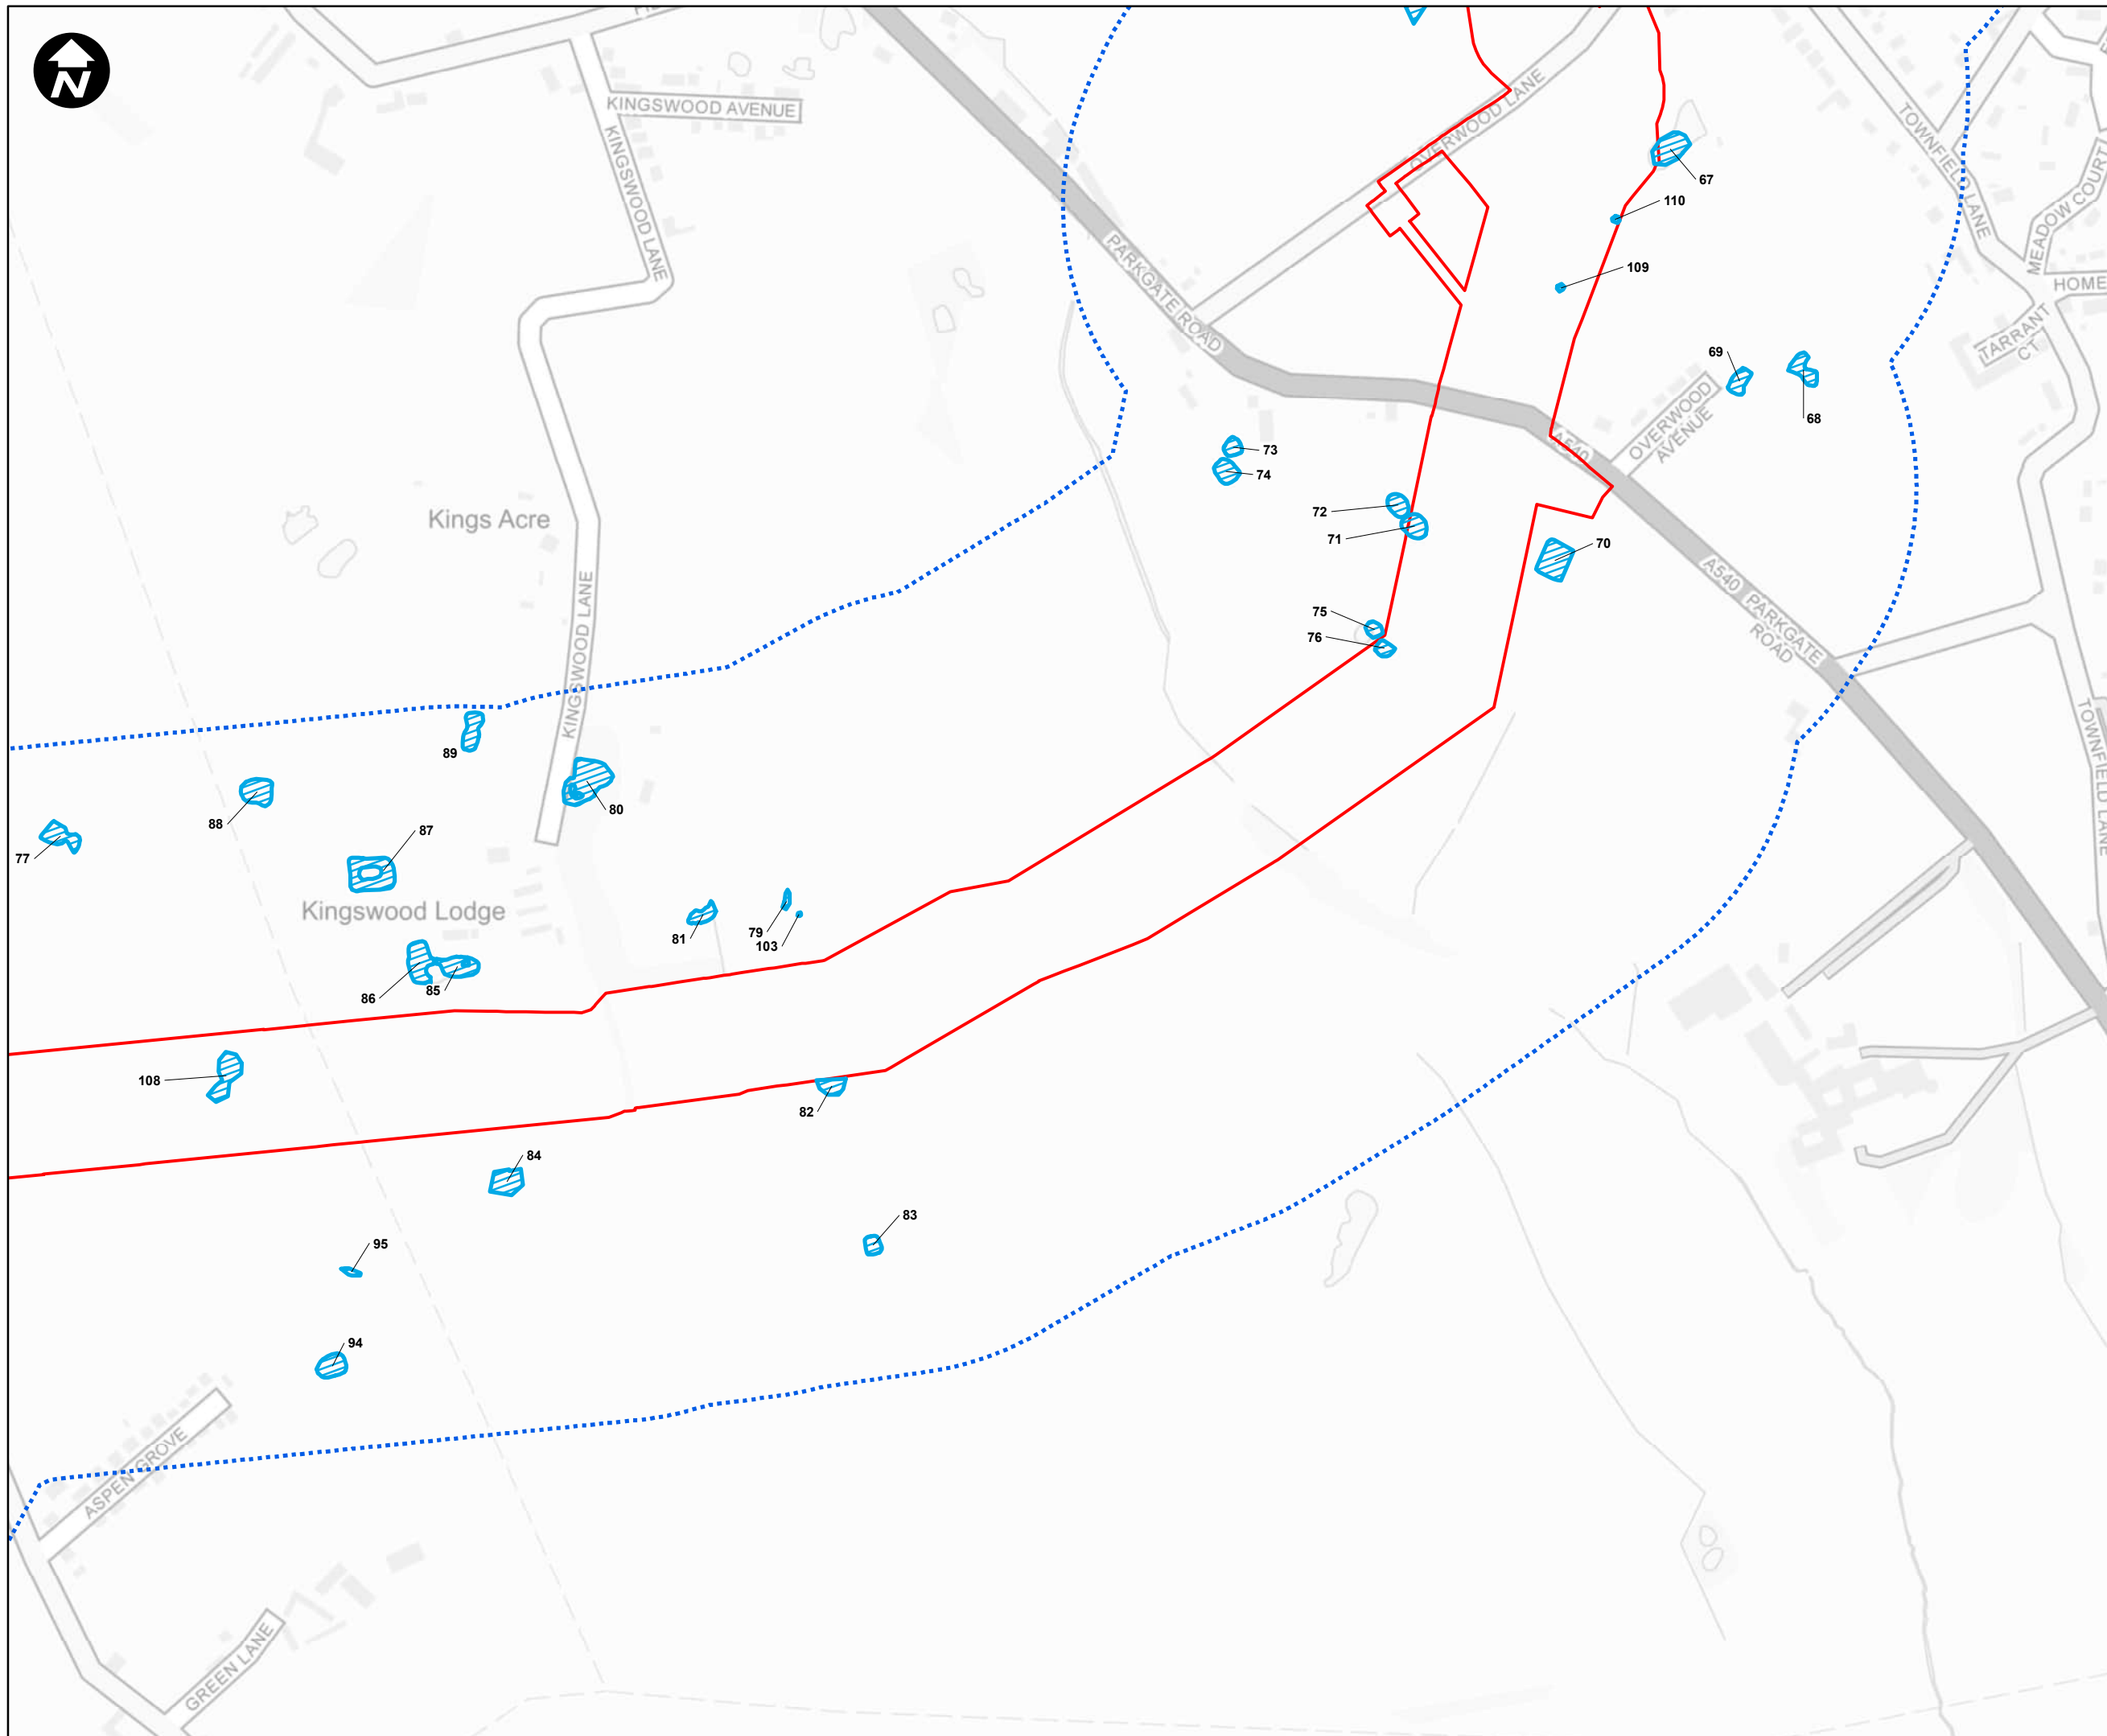 N
KINGSWOOD AVENUE
KINGSWOOD LANE
OVERWOOD LANE
TOWNFIELD LANE
MEADOW COURT
HOME
TARRANT
CT
67
110
109
PARKGATE ROAD
69
68
OVERWOOD
AVENUE
A540
73
74
72
71
70
Kings Acre
A540 PARKGATE
ROAD
75
76
KINGSWOOD LANE
TOWNFIELD LANE
89
88
80
77
87
Kingswood Lodge
81
79
103
86
85
108
82
84
83
95
94
ASPEN GROVE
GREEN LANE